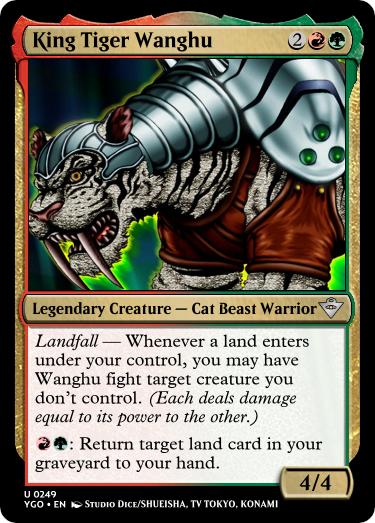 King Tiger Wanghu 2
Legendary Creature — Cat Beast Warrior
Landfall — Whenever a land enters
under your control, you may have
Wanghu fight target creature you
don't control. (Each deals damage
equal to its power to the other.)
: Return target land card in your
graveyard to your hand.
4/4
U 0249
YGO • EN Studio Dice/SHUEISHA, TV TOKYO, KONAMI